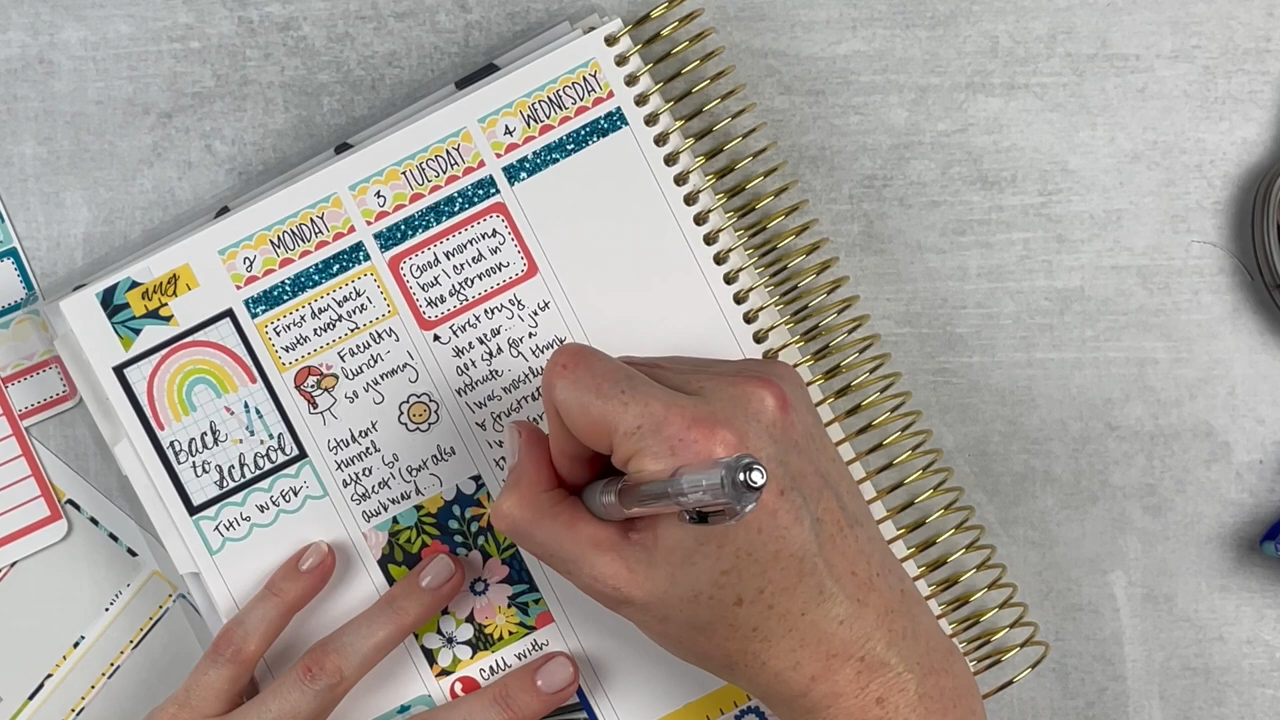 aug
Back
to
School
THIS WEEK:
2 MONDAY
First day back
with everyone!
Faculty
lunch-
so yummy!
Student
tunnel
after. So
sweet! (But also
awkward..)
call with
3 TUESDAY
Good morning
but I cried in
the afternoon.
First cry of
the year... I just
got sad for a
minute. I think
I was mostly
frustrat
4 WEDNESDAY